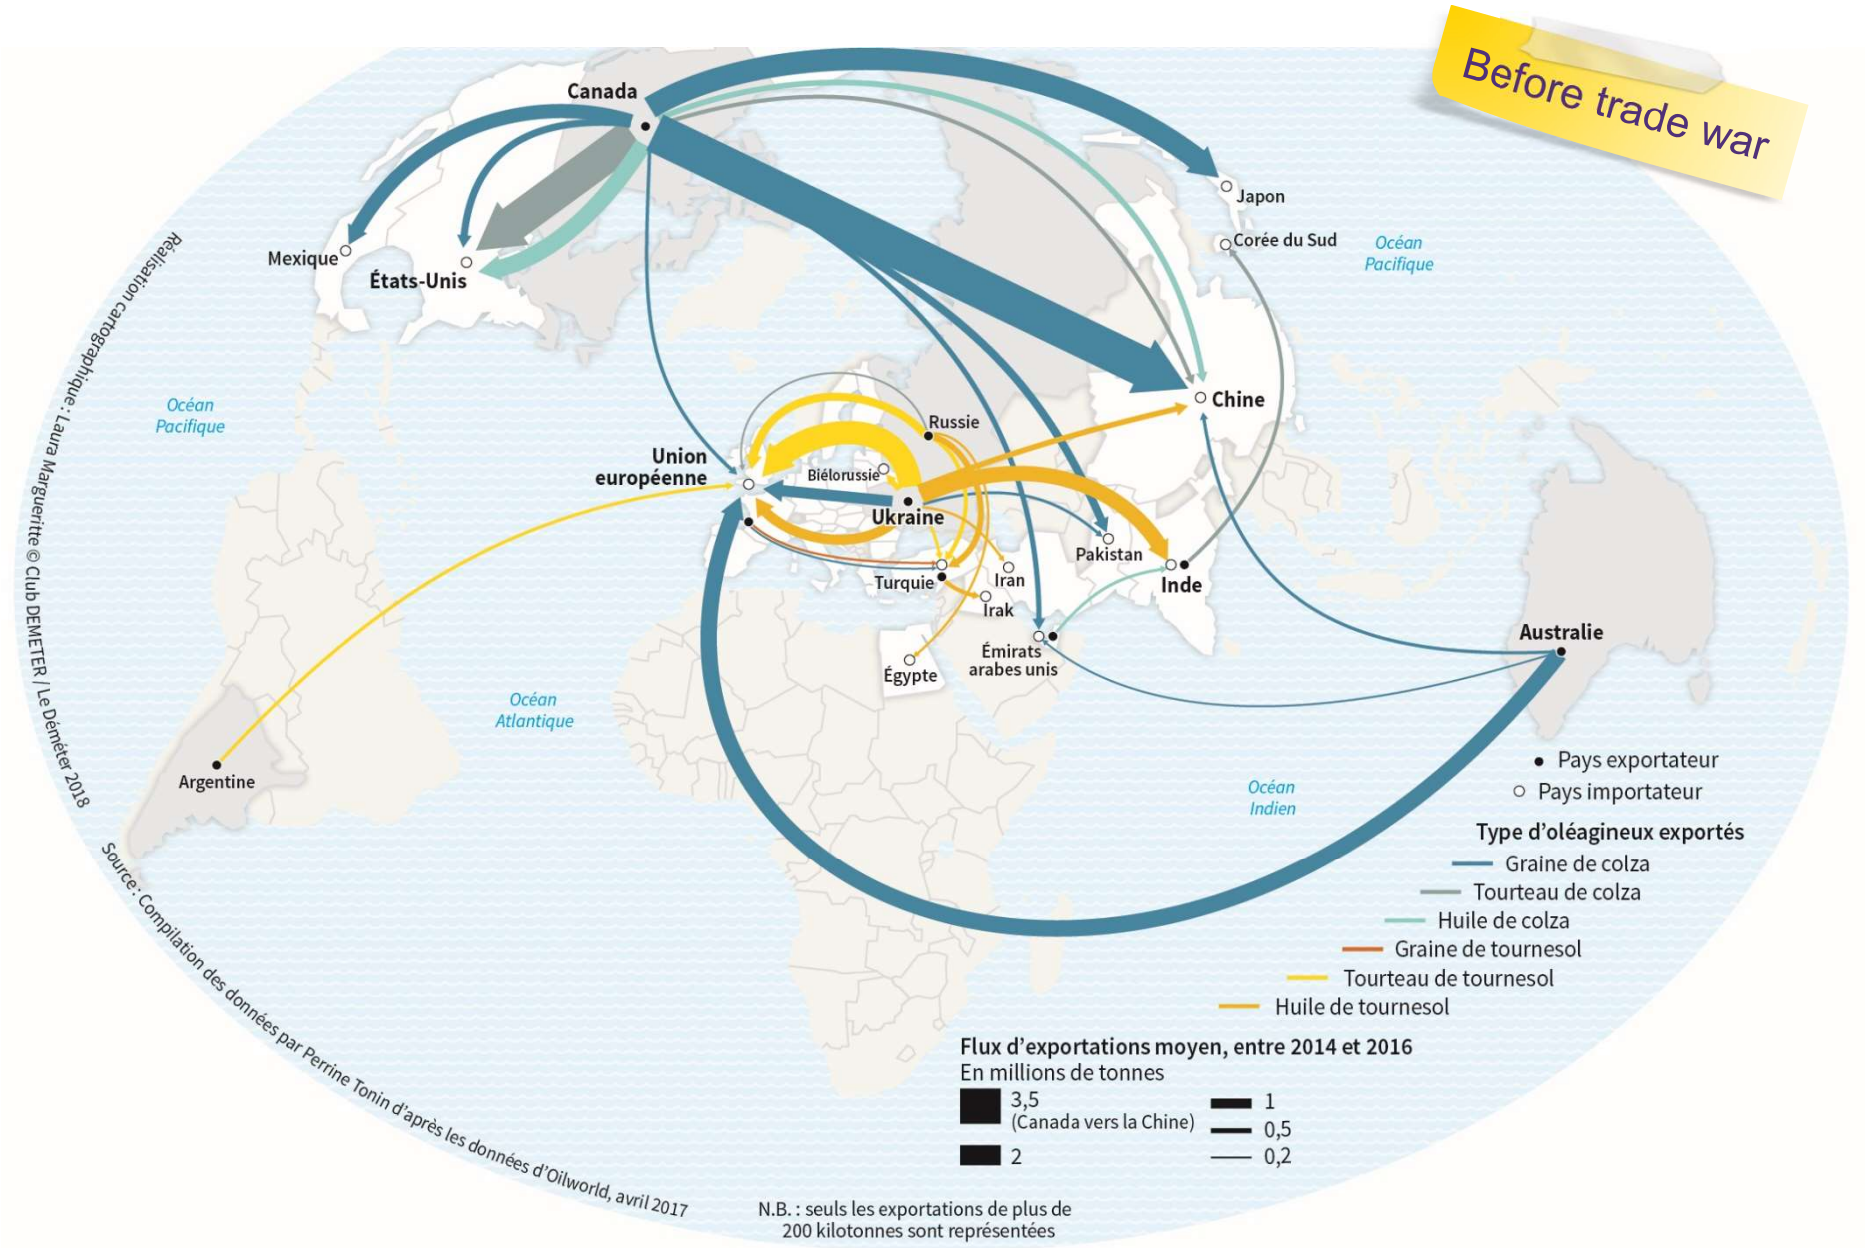 Before trade war
Canada
Japon
Corée du Sud
Océan
Pacifique
Mexique
États-Unis
Chine
Océan
Pacifique
Russie
Union
européenne
Biélorussie
Ukraine
Pakistan
Inde
Turquie
Iran
Irak
Émirats
arabes unis
Égypte
Australie
Océan
Atlantique
Argentine
Océan
Indien
Réalisation cartographique : Laura Margueritte © Club DEMETER / Le Déméter 2018
Source : Compilation des données par Perrine Tonin d’après les données d’Oilworld, avril 2017
Pays exportateur
Pays importateur
Type d’oléagineux exportés
Graine de colza
Tourteau de colza
Huile de colza
Graine de tournesol
Tourteau de tournesol
Huile de tournesol
Flux d’exportations moyen, entre 2014 et 2016
En millions de tonnes
3,5
(Canada vers la Chine)
2
1
0,5
0,2
N.B. : seuls les exportations de plus de
200 kilotonnes sont représentées